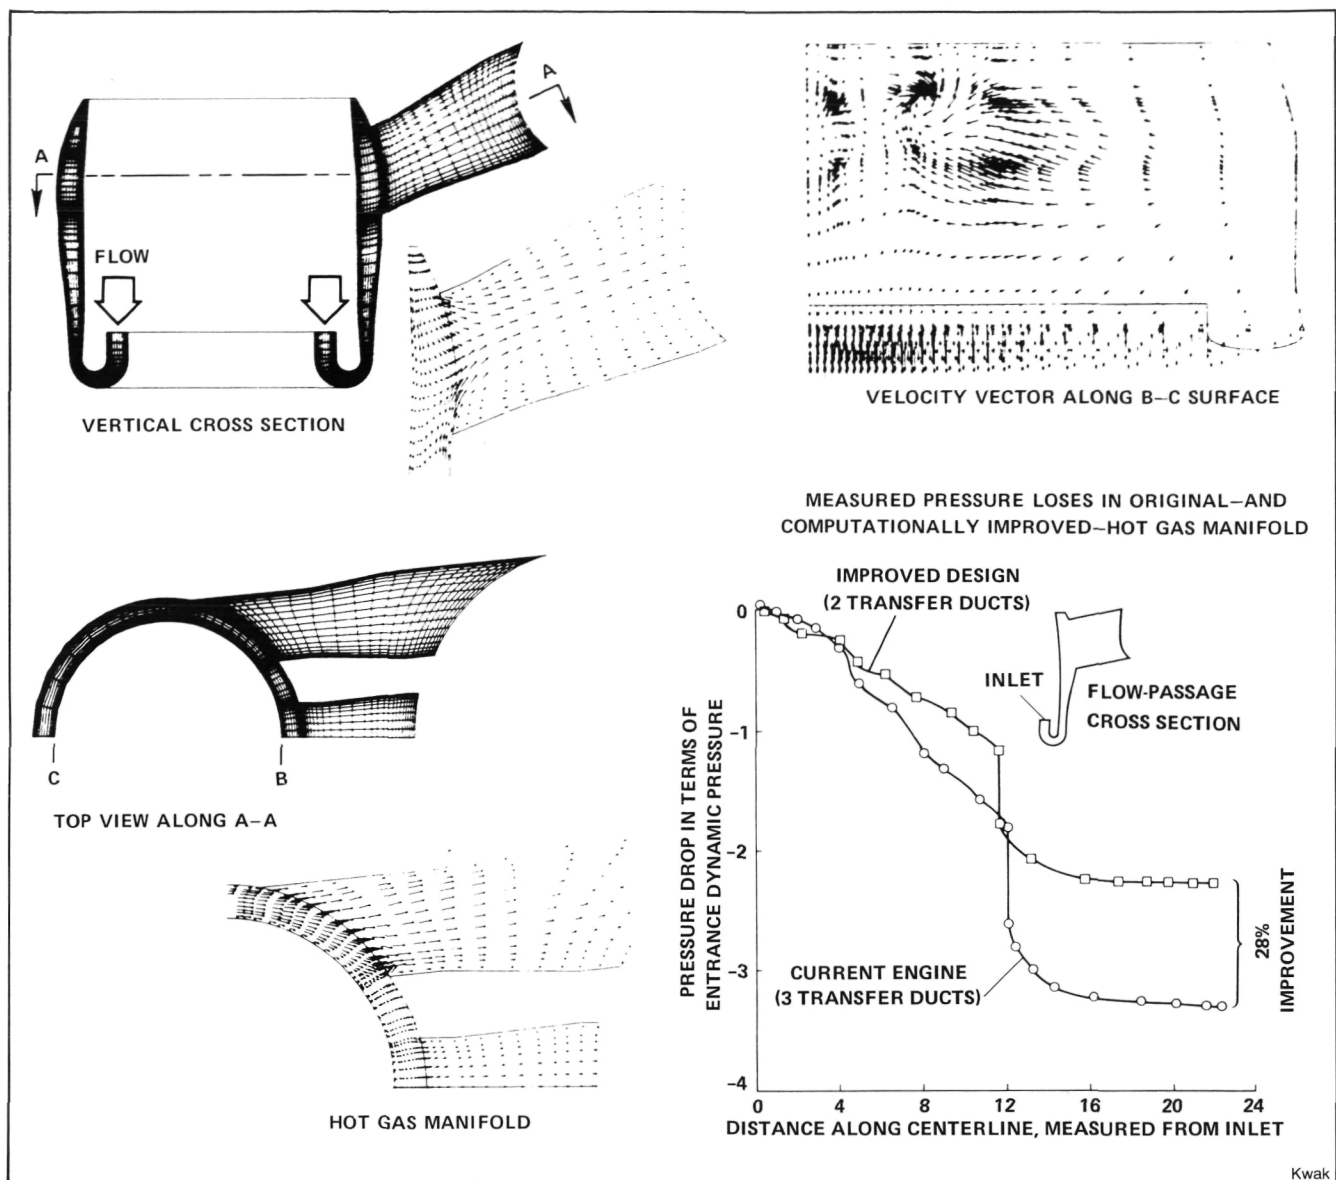 A
A
FLOW
VERTICAL CROSS SECTION
VELOCITY VECTOR ALONG B–C SURFACE
C
B
TOP VIEW ALONG A–A
HOT GAS MANIFOLD
MEASURED PRESSURE LOSES IN ORIGINAL–AND
COMPUTATIONALLY IMPROVED–HOT GAS MANIFOLD
IMPROVED DESIGN
(2 TRANSFER DUCTS)
INLET
FLOW-PASSAGE
CROSS SECTION
CURRENT ENGINE
(3 TRANSFER DUCTS)
28%
IMPROVEMENT
PRESSURE DROP IN TERMS OF
ENTRANCE DYNAMIC PRESSURE
0
–1
–2
–3
–4
0 4 8 12 16 20 24
DISTANCE ALONG CENTERLINE, MEASURED FROM INLET
Kwak